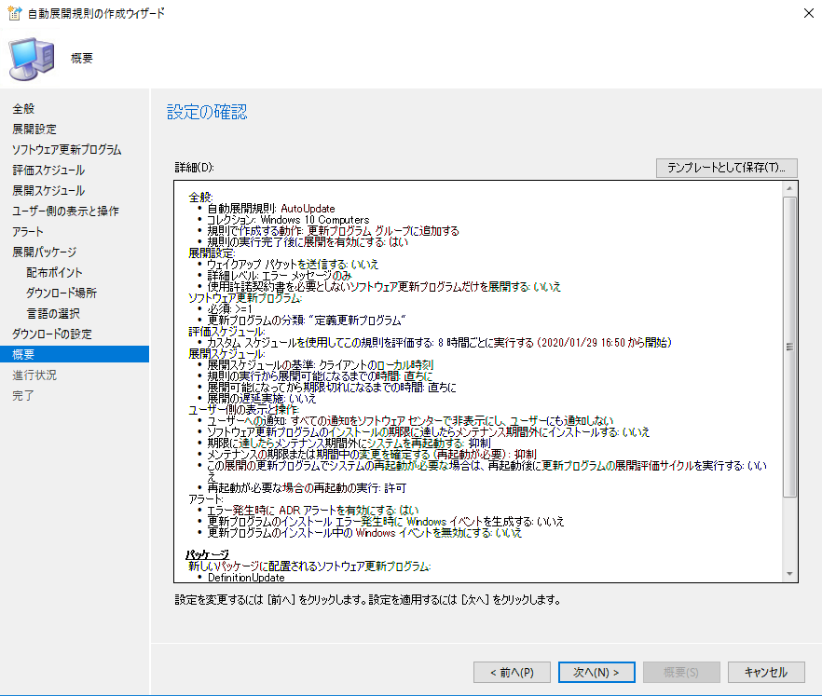 自動展開規則の作成ウィザード
概要
全般
展開設定
ソフトウェア更新プログラム
評価スケジュール
展開スケジュール
ユーザー側の表示と操作
アラート
展開パッケージ
配布ポイント
ダウンロード場所
言語の選択
ダウンロードの設定
概要
進行状況
完了
設定の確認
詳細(D):
テンプレートとして保存(T)...
全般:
• 自動展開規則: AutoUpdate
• コレクション: Windows 10 Computers
• 規則で作成する動作: 更新プログラム グループに追加する
• 規則の実行完了後に展開を有効にする: はい
展開設定:
• ウェイクアップ パケットを送信する: いいえ
• 詳細レベル: エラー メッセージのみ
• 使用許諾契約書を必要としないソフトウェア更新プログラムだけを展開する: いいえ
ソフトウェア更新プログラム:
• 必須: >=1
• 更新プログラムの分類: "定義更新プログラム"
評価スケジュール:
• カスタム スケジュールを使用してこの規則を評価する: 8 時間ごとに実行する (2020/01/29 16:50 から開始)
展開スケジュール:
• 展開スケジュールの基準: クライアントのローカル時刻
• 規則の実行から展開可能になるまでの時間: 直ちに
• 展開可能になってから期限切れになるまでの時間: 直ちに
• 展開の遅延実施: いいえ
ユーザー側の表示と操作:
• ユーザーへの通知: すべての通知をソフトウェア センターで非表示にし、ユーザーにも通知しない
• ソフトウェア更新プログラムのインストールの期限に達したらメンテナンス期間外にインストールする: いいえ
• 期限に達したらメンテナンス期間外にシステムを再起動する: 抑制
• メンテナンスの期限または期間中の変更を確定する (再起動が必要): 抑制
• この展開の更新プログラムでシステムの再起動が必要な場合は、再起動後に更新プログラムの展開評価サイクルを実行する: いい
え
• 再起動が必要な場合の再起動の実行: 許可
アラート:
• エラー発生時に ADR アラートを有効にする: はい
• 更新プログラムのインストール エラー発生時に Windows イベントを生成する: いいえ
• 更新プログラムのインストール中の Windows イベントを無効にする: いいえ
パッケージ
新しいパッケージに配置されるソフトウェア更新プログラム:
• DefinitionUpdate
設定を変更するには [前へ] をクリックします。設定を適用するには [次へ] をクリックします。
< 前へ(P)
次へ(N) >
概要(S)
キャンセル